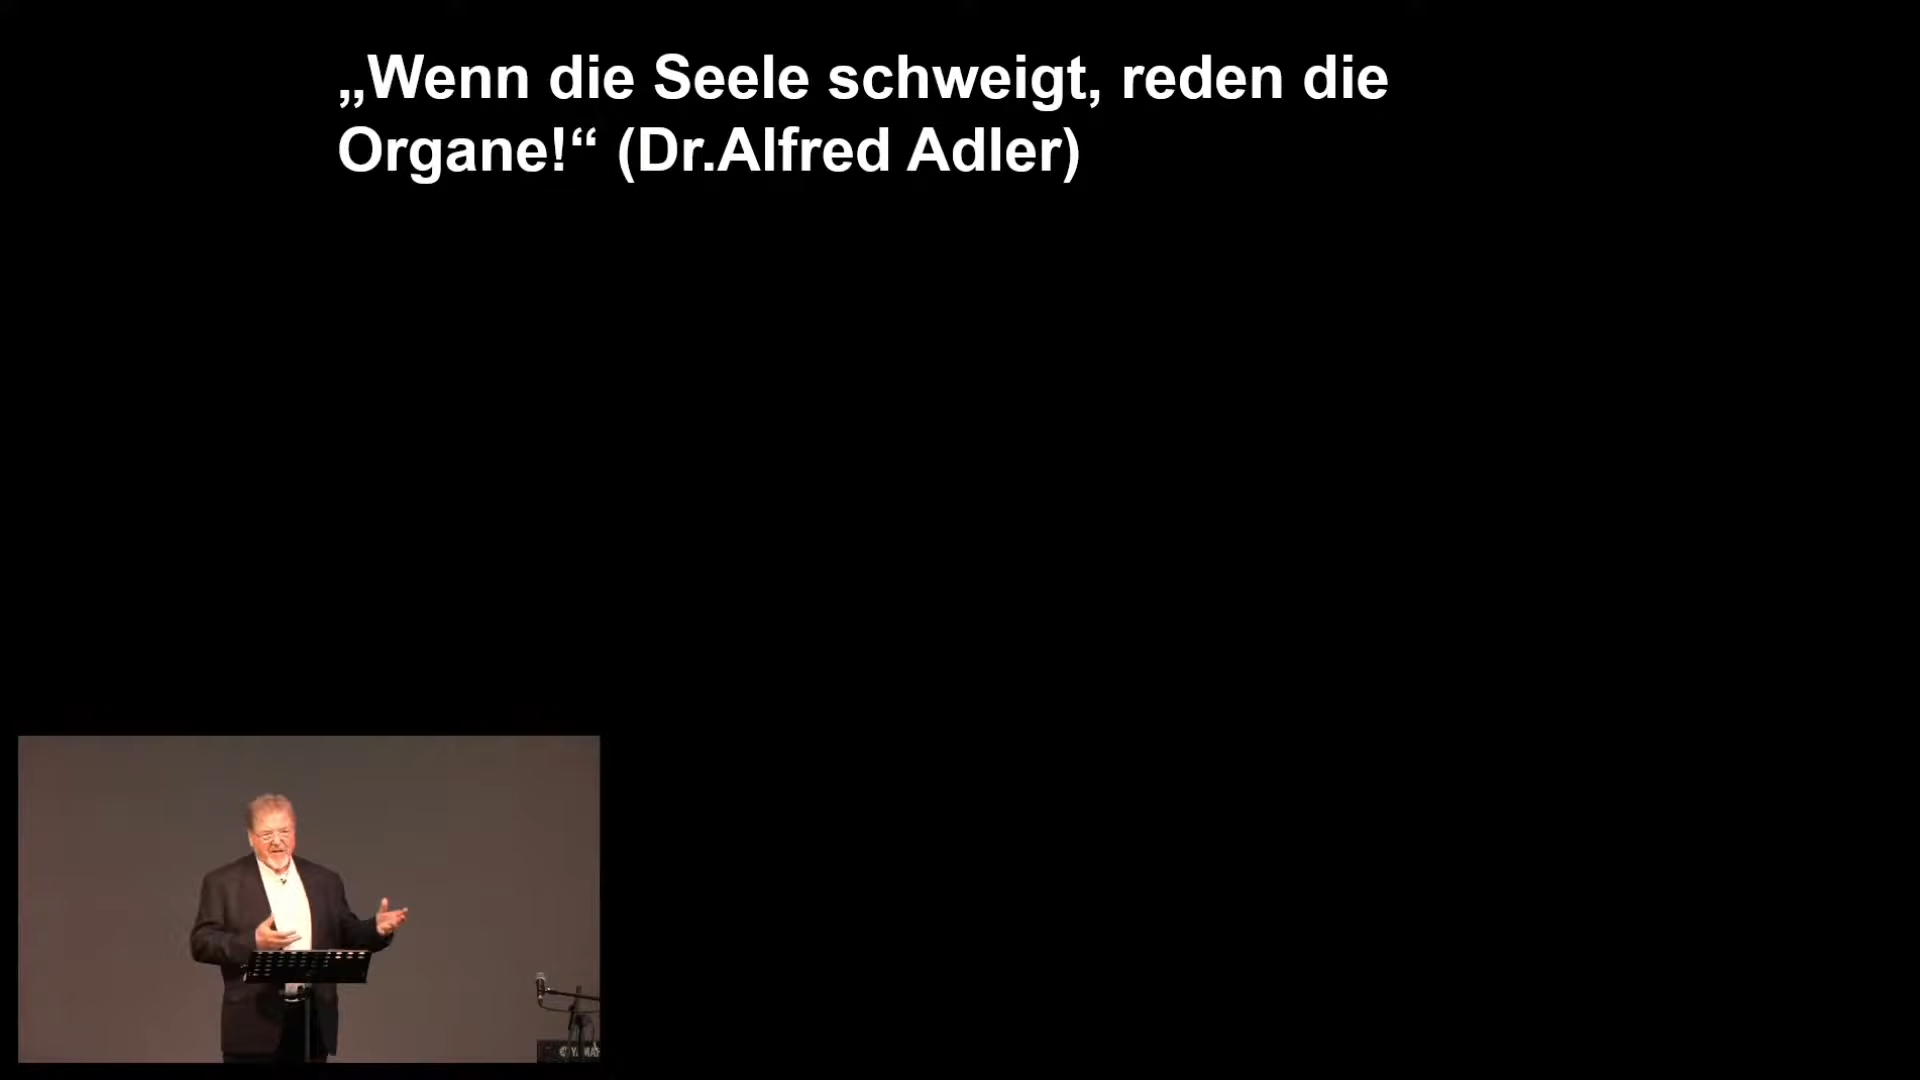 „Wenn die Seele schweigt, reden die
Organe!“ (Dr.Alfred Adler)